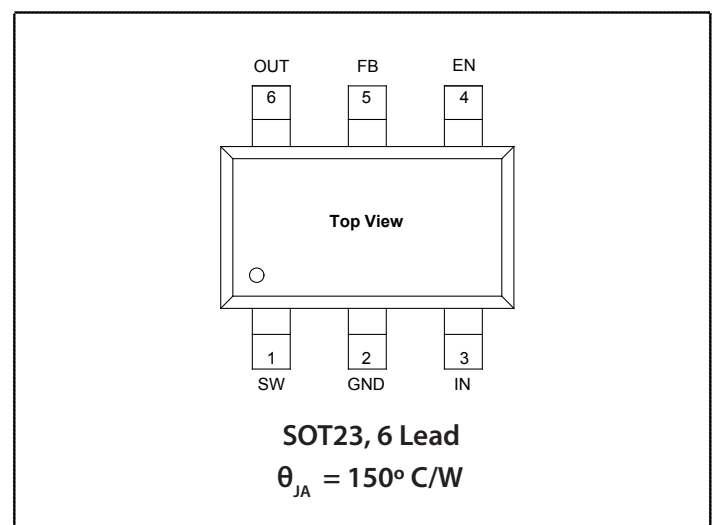 OUT FB EN
6 5 4
Top View
1 2 3
SW GND IN
SOT23, 6 Lead
θJA = 150º C/W